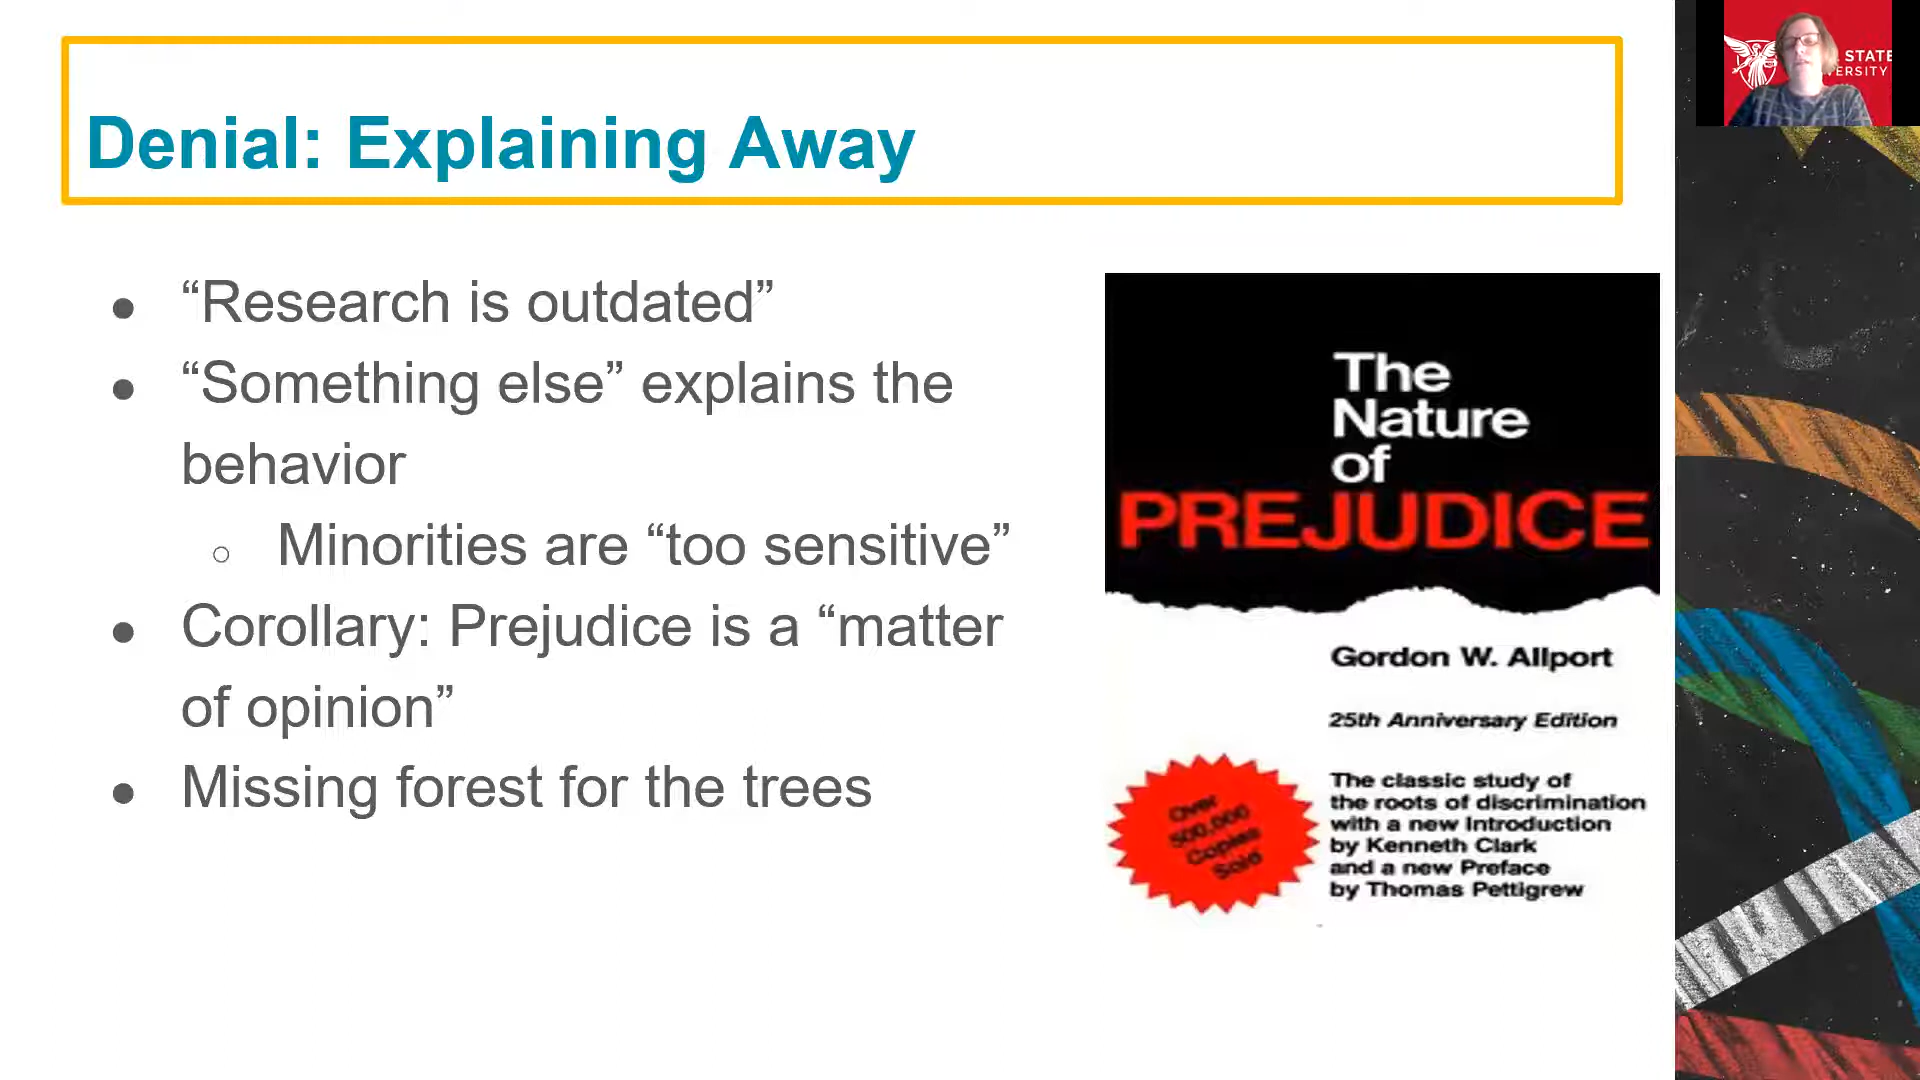 Denial: Explaining Away
● “Research is outdated”
● “Something else” explains the
behavior
○ Minorities are “too sensitive”
● Corollary: Prejudice is a “matter
of opinion”
● Missing forest for the trees
The
Nature
of
PREJUDICE
Gordon W. Allport
25th Anniversary Edition
Over
500,000
Copies
Sold
The classic study of
the roots of discrimination
with a new Introduction
by Kenneth Clark
and a new Preface
by Thomas Pettigrew
STATE
ERSITY